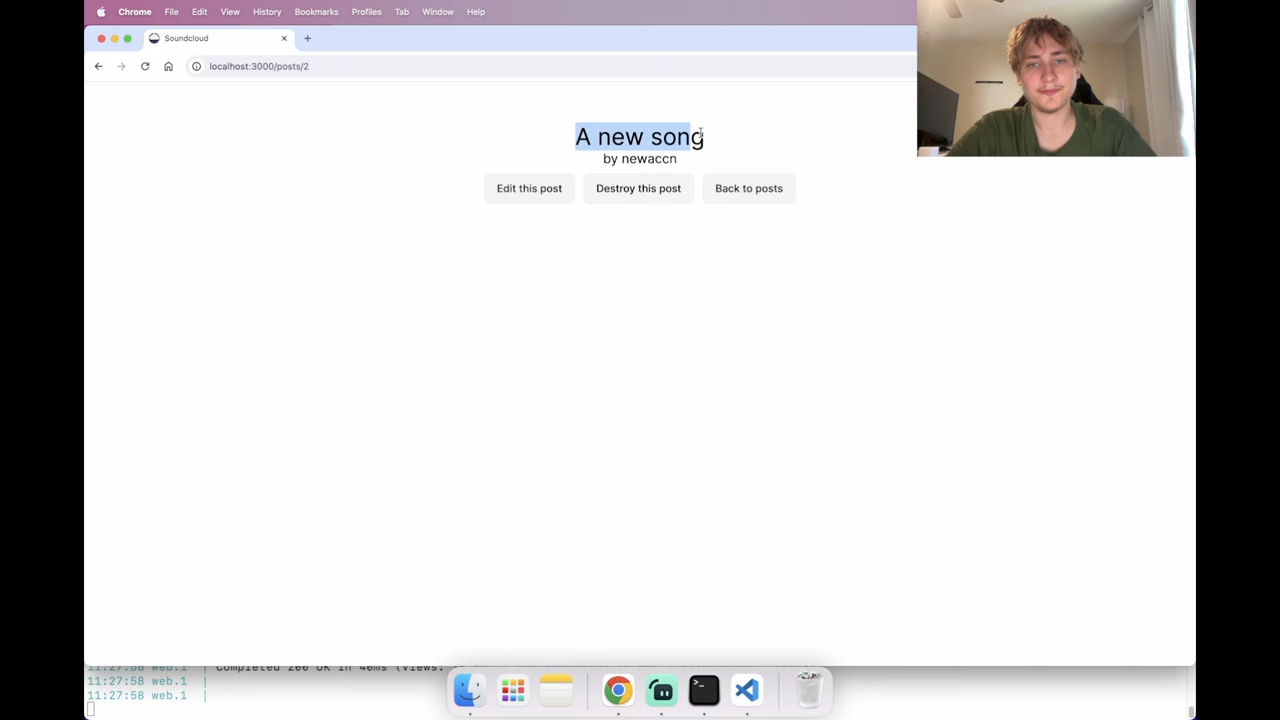 Chrome File Edit View History Bookmarks Profiles Tab Window Help
Soundcloud
localhost:3000/posts/2
A new song
by newaccn
Edit this post Destroy this post Back to posts
11:27:58 web.1 | Completed 200 OK in 40ms (Views:
11:27:58 web.1 |
11:27:58 web.1 |